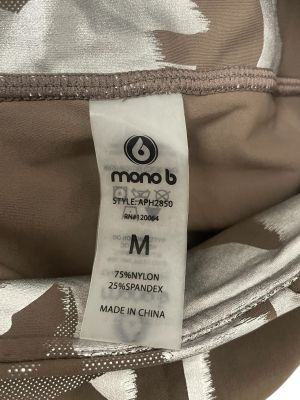 mono b
STYLE:APH2850
RN#120064
M
75%NYLON
25%SPANDEX
MADE IN CHINA